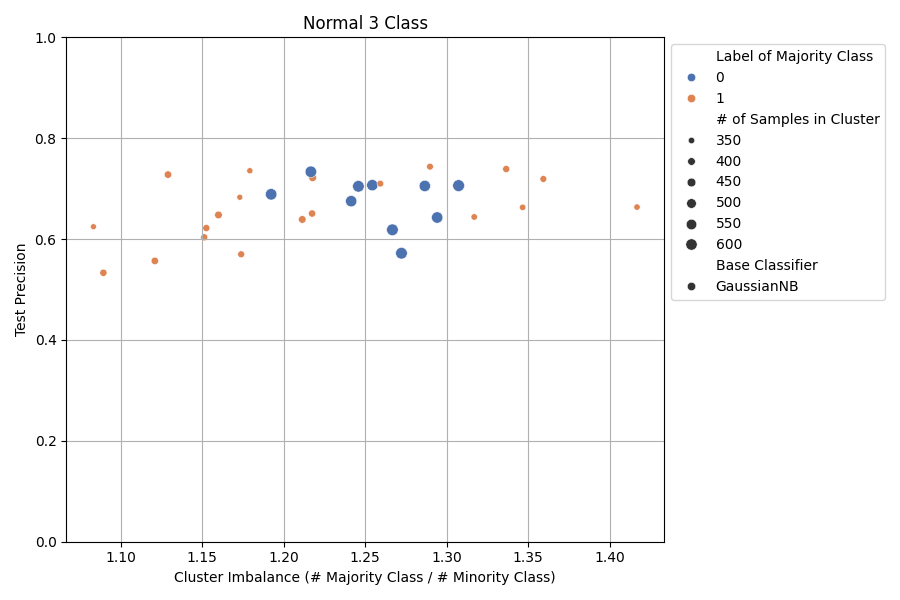 Normal 3 Class
Test Precision
1.0
0.8
0.6
0.4
0.2
0.0
1.10 1.15 1.20 1.25 1.30 1.35 1.40
Cluster Imbalance (# Majority Class / # Minority Class)
Label of Majority Class
0
1
# of Samples in Cluster
350
400
450
500
550
600
Base Classifier
GaussianNB